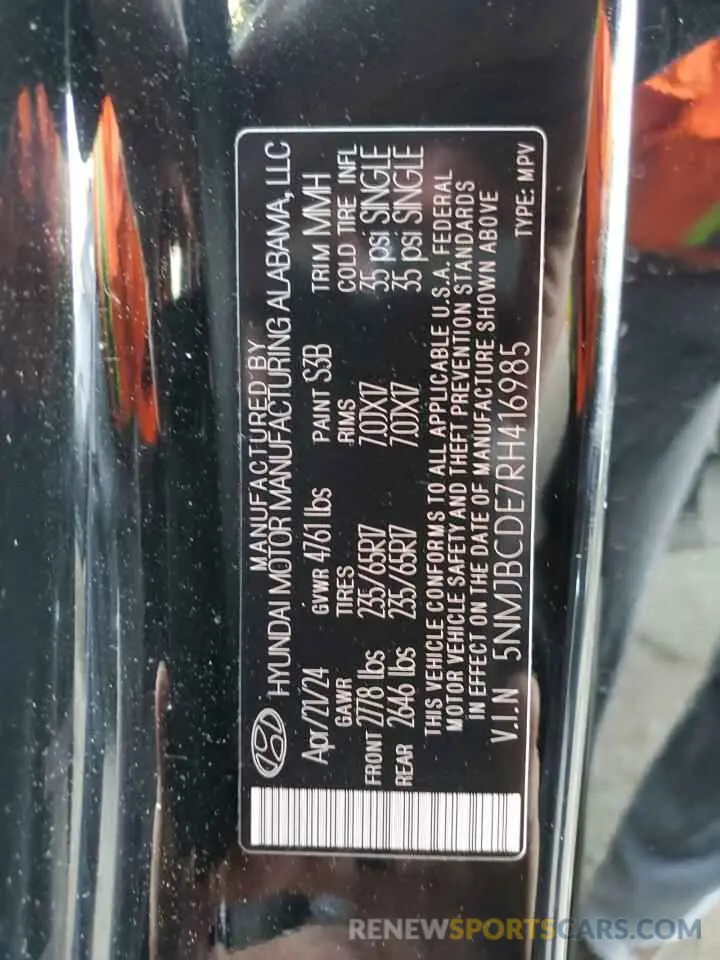 MANUFACTURED BY
HYUNDAI MOTOR MANUFACTURING ALABAMA, LLC
Apr/21/24 GVWR 4761 lbs PAINT S3B TRIM MMH
GAWR TIRES RIMS COLD TIRE INFL
FRONT 2778 lbs 235/65R17 7.0JX17 35 psi SINGLE
REAR 2646 lbs 235/65R17 7.0JX17 35 psi SINGLE
THIS VEHICLE CONFORMS TO ALL APPLICABLE U.S.A. FEDERAL
MOTOR VEHICLE SAFETY AND THEFT PREVENTION STANDARDS
IN EFFECT ON THE DATE OF MANUFACTURE SHOWN ABOVE
V.I.N 5NMJBCDE7RH416985 TYPE: MPV
RENEWSPORTSCARS.COM